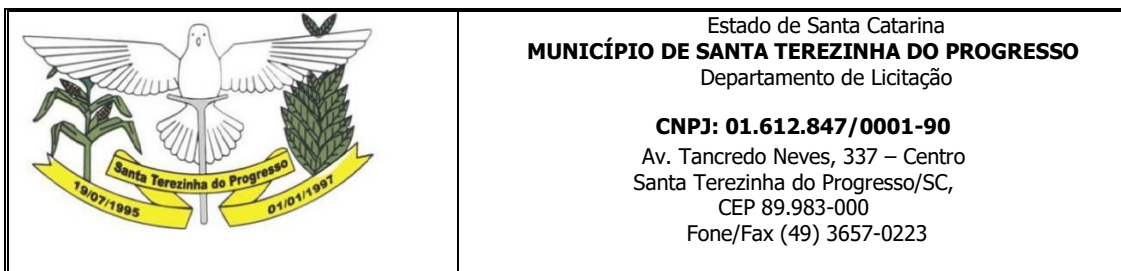 Santa Terezinha do Progresso
19/07/1995
01/01/1997
Estado de Santa Catarina
MUNICÍPIO DE SANTA TEREZINHA DO PROGRESSO
Departamento de Licitação
CNPJ: 01.612.847/0001-90
Av. Tancredo Neves, 337 – Centro
Santa Terezinha do Progresso/SC,
CEP 89.983-000
Fone/Fax (49) 3657-0223